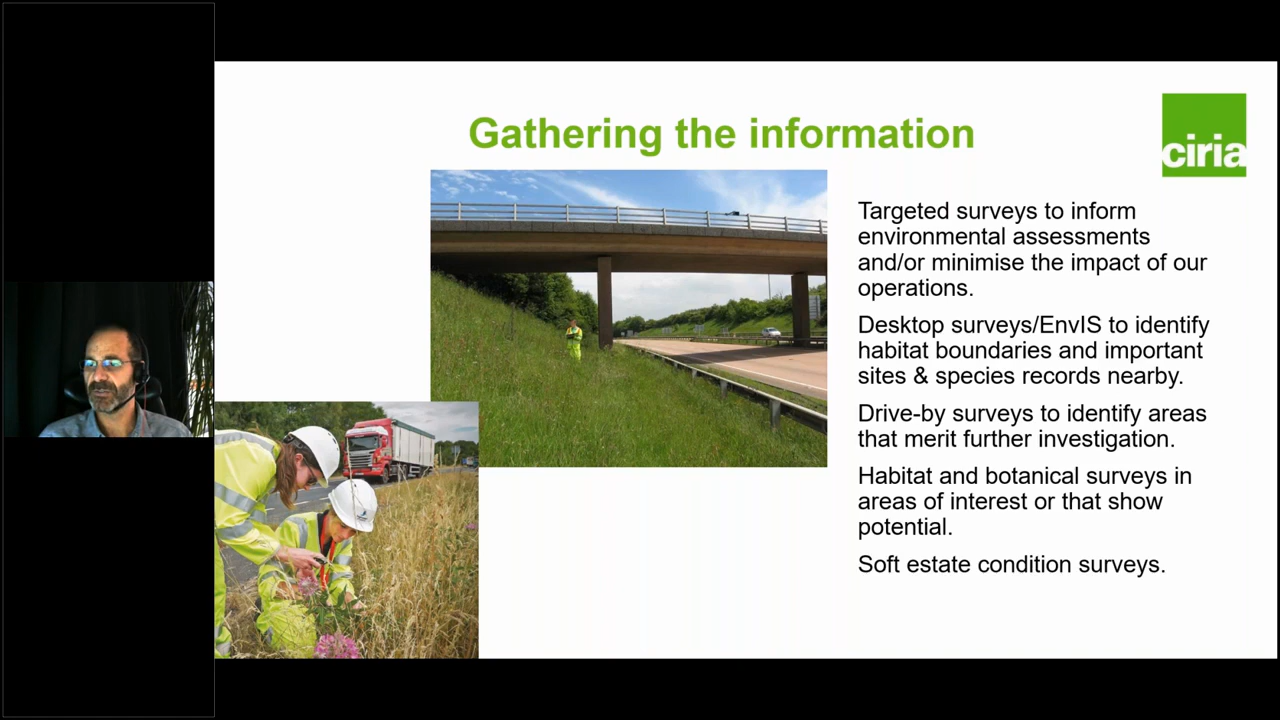 Gathering the information
ciria
Targeted surveys to inform
environmental assessments
and/or minimise the impact of our
operations.
Desktop surveys/EnvIS to identify
habitat boundaries and important
sites & species records nearby.
Drive-by surveys to identify areas
that merit further investigation.
Habitat and botanical surveys in
areas of interest or that show
potential.
Soft estate condition surveys.